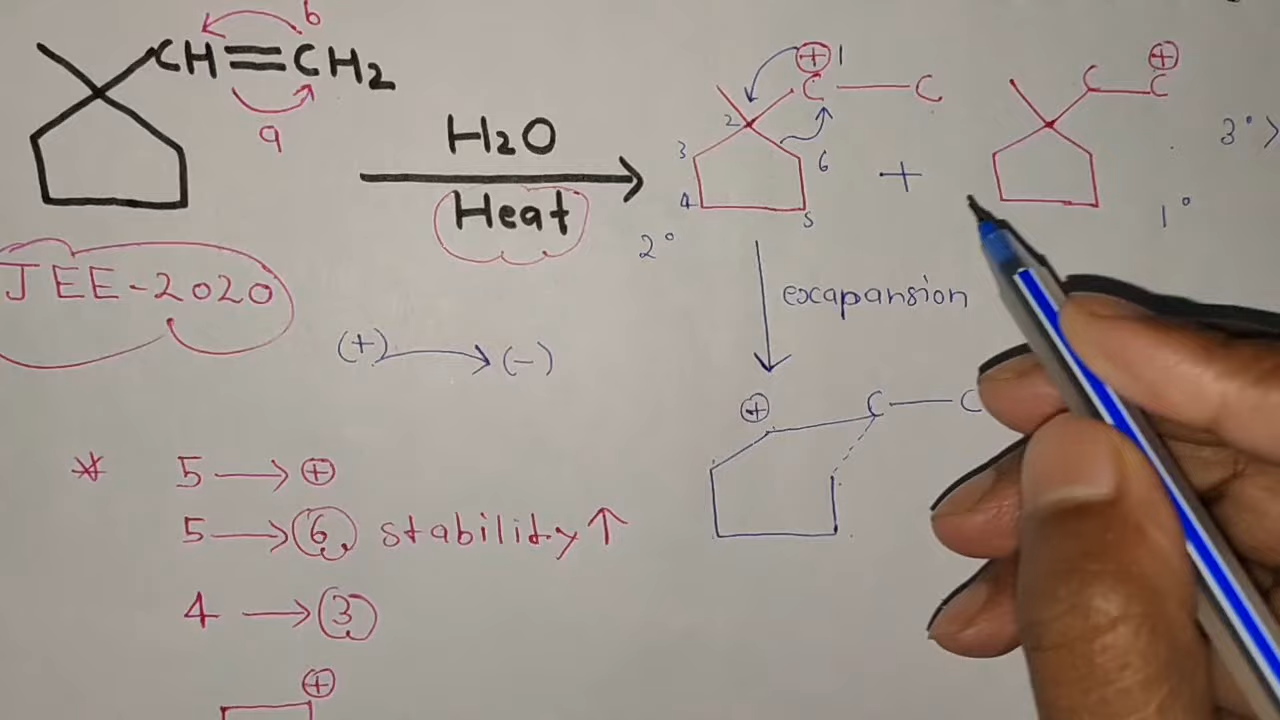 b
CH=CH2
a
H2O
Heat
JEE-2020
(+) → (-)
* 5 → ⊕
5 → 6 stability ↑
4 → 3
⊕
⊕ 1
C — C
2
3
4
5
6
2°
+
⊕
C — C
1°
3° >
escapansion
⊕ C — C